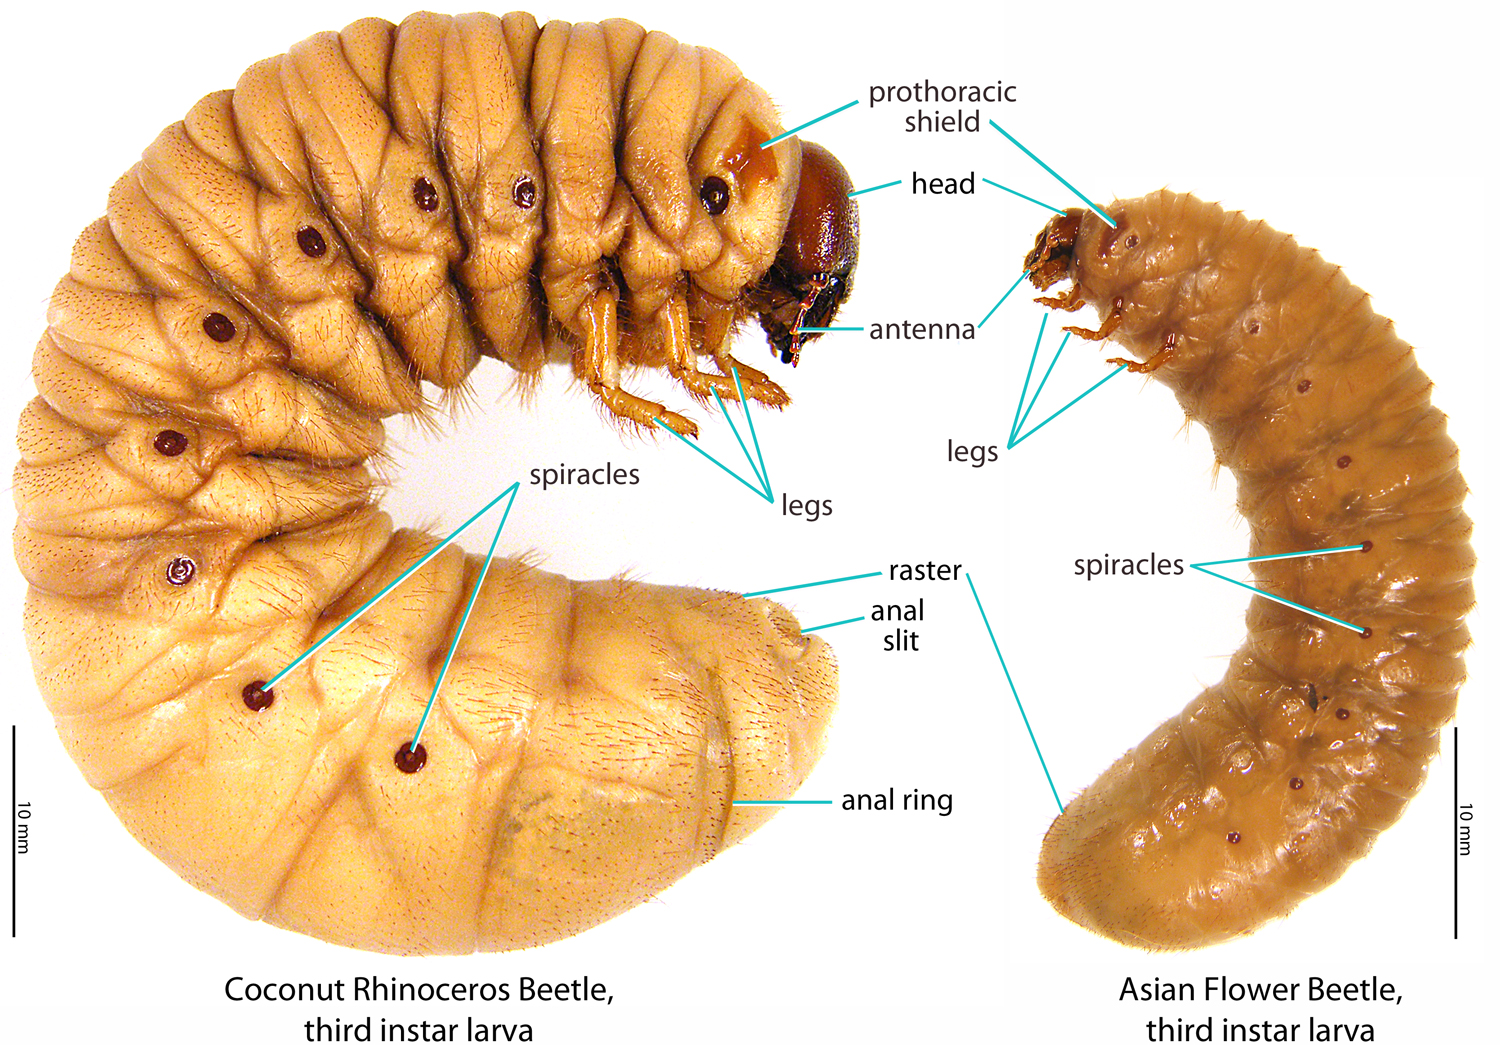 prothoracic
shield
head
antenna
legs
spiracles
legs
spiracles
raster
anal
slit
anal ring
10 mm
10 mm
Coconut Rhinoceros Beetle,
third instar larva
Asian Flower Beetle,
third instar larva